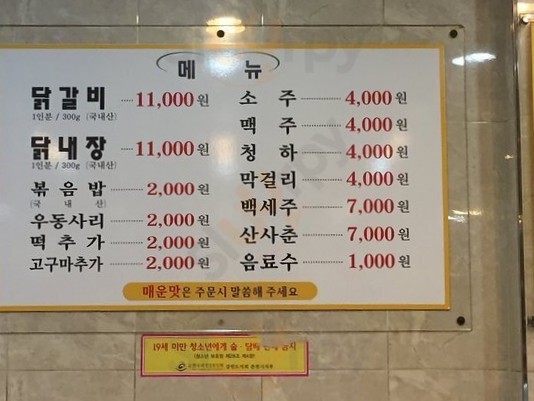 메 뉴
닭갈비 11,000원
1인분 / 300g (국내산)
닭내장 11,000원
1인분 / 300g (국내산)
볶음밥 2,000원
(국 내 산)
우동사리 2,000원
떡 추 가 2,000원
고구마추가 2,000원
소 주 4,000원
맥 주 4,000원
청 하 4,000원
막걸리 4,000원
백세주 7,000원
산사춘 7,000원
음료수 1,000원
매운맛은 주문시 말씀해 주세요
19세 미만 청소년에게 술·담배